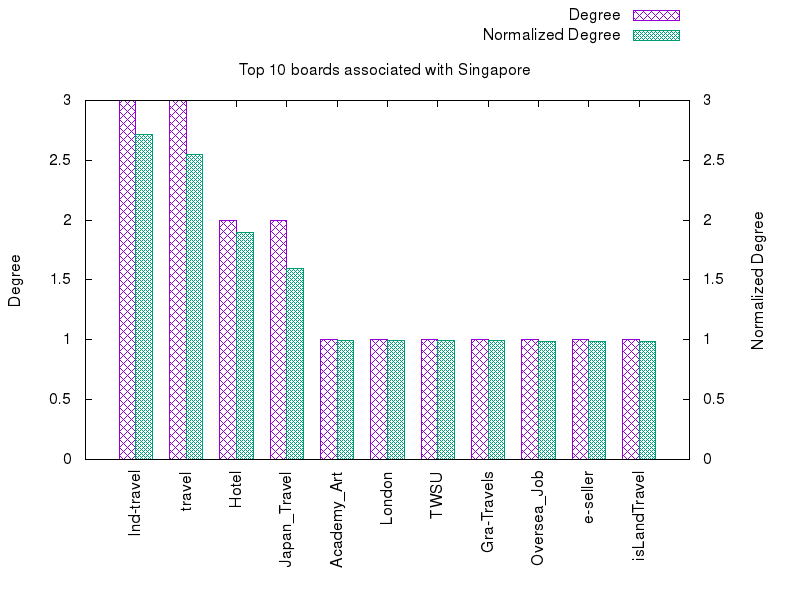 Degree
Normalized Degree
Top 10 boards associated with Singapore
3
2.5
2
1.5
1
0.5
0
3
2.5
2
1.5
1
0.5
0
Degree
Normalized Degree
Ind-travel
travel
Hotel
Japan_Travel
Academy_Art
London
TWSU
Gra-Travels
Oversea_Job
e-seller
isLandTravel